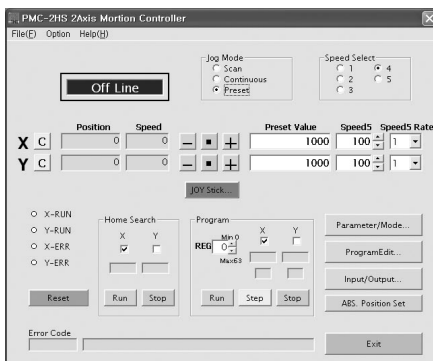 PMC-2HS 2Axis Mortion Controller
File(F) Option Help(H)
Jog Mode
Scan
Continuous
Preset
Speed Select
1 4
2 5
3
Off Line
Position Speed Preset Value Speed5 Speed5 Rate
X C 0 0 − ■ + 1000 100 1
Y C 0 0 − ■ + 1000 100 1
JOY Stick...
X-RUN
Y-RUN
X-ERR
Y-ERR
Reset
Home Search
X Y
Run Stop
Program
X Y
Min 0
REG 0
Max63
Run Step Stop
Parameter/Mode...
ProgramEdit...
Input/Output...
ABS. Position Set
Error Code
Exit